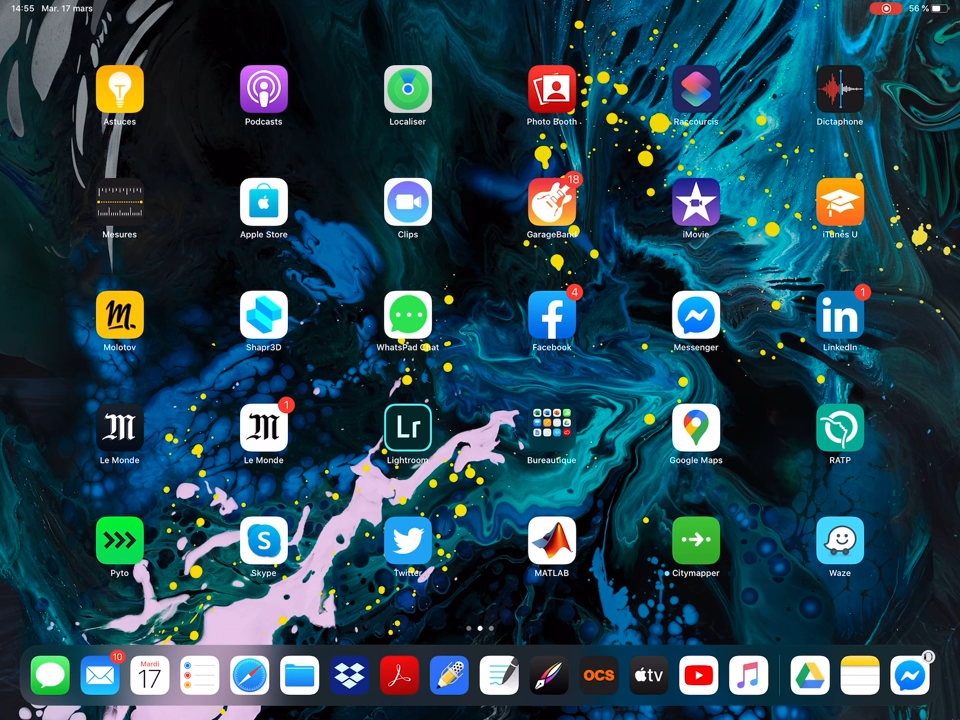 14:55 Mar. 17 mars
56 %
Astuces
Podcasts
Localiser
Photo Booth
Raccourcis
Dictaphone
18
Mesures
Apple Store
Clips
GarageBand
iMovie
iTunes U
m.
4
in
1
Molotov
Shapr3D
WhatsPad Chat
Facebook
Messenger
LinkedIn
M
M
1
Lr
Le Monde
Le Monde
Lightroom
Bureautique
Google Maps
RATP
S
Pyto
Skype
Twitter
MATLAB
Citymapper
Waze
10
Mardi
17
OCS
tv